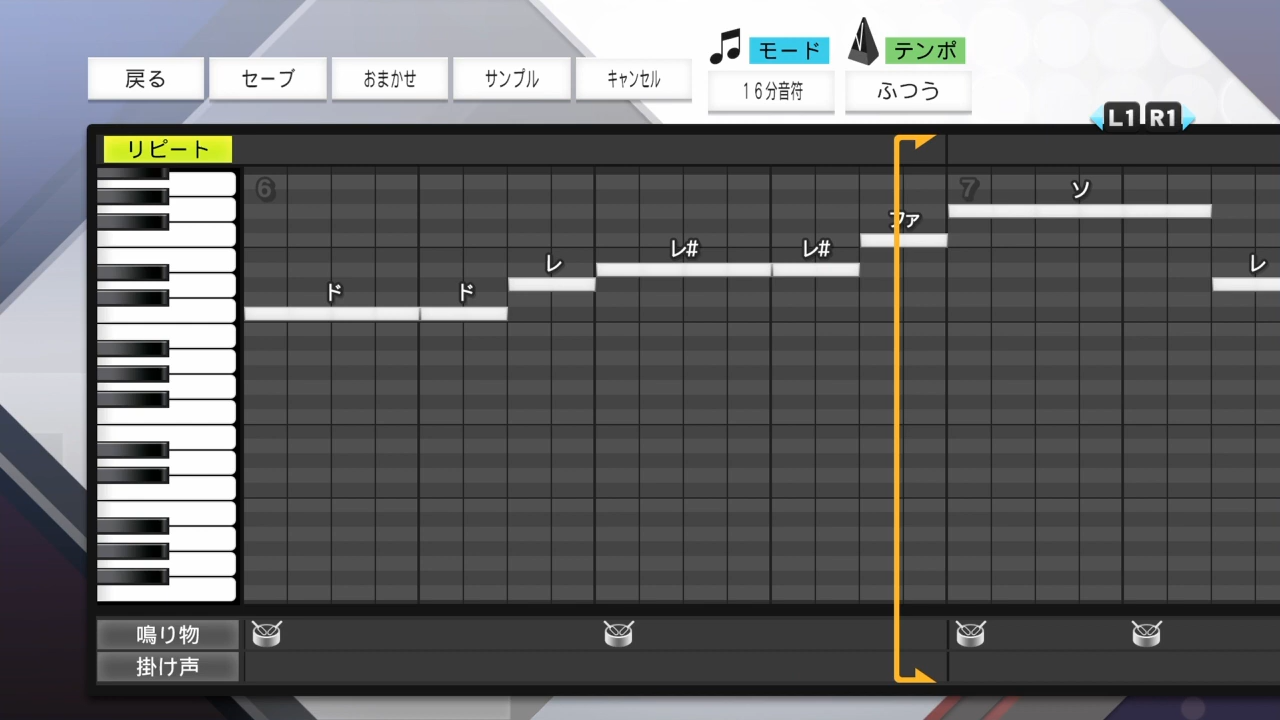 モード
テンポ
戻る
セーブ
おまかせ
サンプル
キャンセル
16分音符
ふつう
L1 R1
リピート
6
7
ソ
ファ
レ#
レ#
レ
レ
ド
ド
鳴り物
掛け声